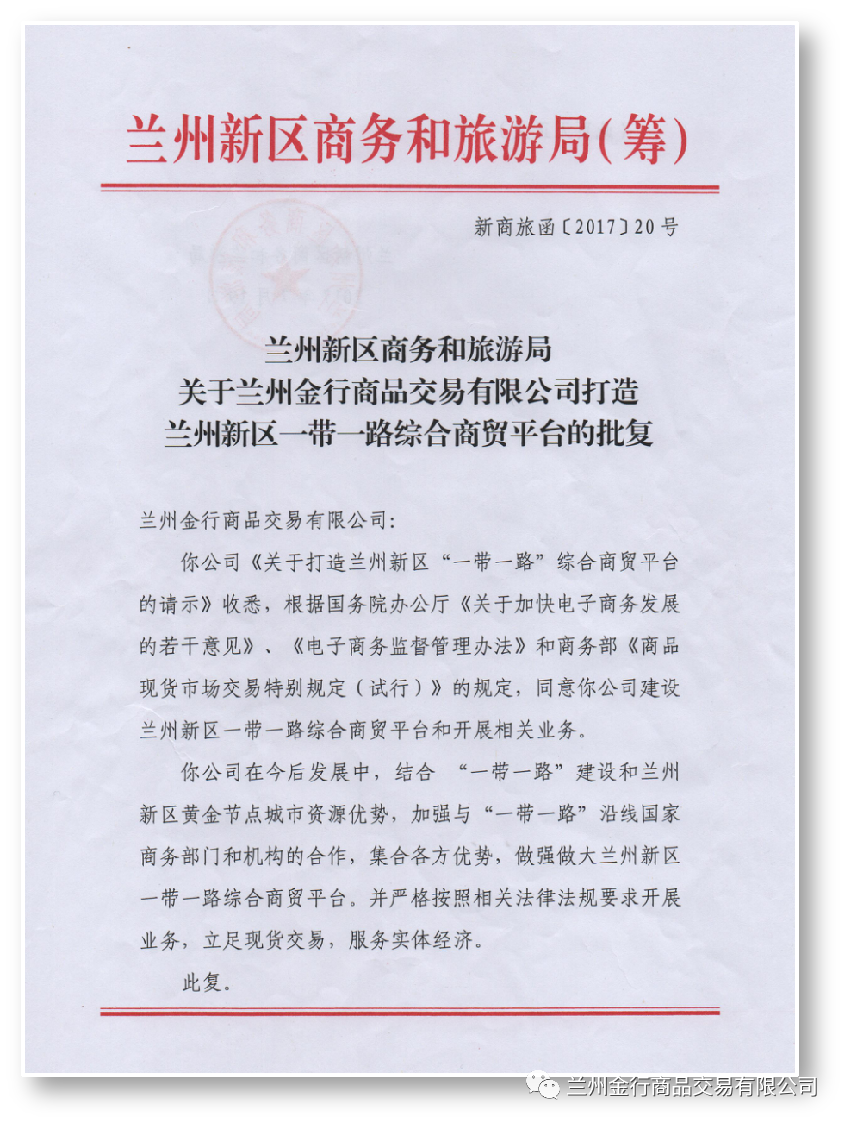 兰州新区商务和旅游局(筹)
新商旅函〔2017〕20号
兰州新区商务和旅游局
关于兰州金行商品交易有限公司打造
兰州新区一带一路综合商贸平台的批复
兰州金行商品交易有限公司：
你公司《关于打造兰州新区“一带一路”综合商贸平台
的请示》收悉，根据国务院办公厅《关于加快电子商务发展
的若干意见》、《电子商务监督管理办法》和商务部《商品
现货市场交易特别规定（试行）》的规定，同意你公司建设
兰州新区一带一路综合商贸平台和开展相关业务。
你公司在今后发展中，结合 “一带一路”建设和兰州
新区黄金节点城市资源优势，加强与“一带一路”沿线国家
商务部门和机构的合作，集合各方优势，做强做大兰州新区
一带一路综合商贸平台。并严格按照相关法律法规要求开展
业务，立足现货交易，服务实体经济。
此复。
兰州金行商品交易有限公司